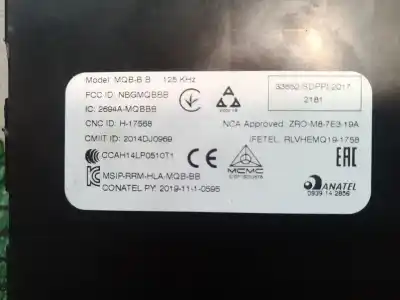 Model: MQB-B B 125 KHz
FCC ID: NBGMQBBB
IC: 2694A-MQBBB
CNC ID: H-17568
CMIIT ID: 2014DJ0969
53652/SDPPI/2017
2181
NCA Approved: ZRO-M8-7E3-19A
IFETEL: RLVHEMQ19-1758
CCAH14LP0510T1
CE
MCMC
EAC
MSIP-RRM-HLA-MQB-BB
CONATEL PY: 2019-11-I-0595
ANATEL
0939 14 2856